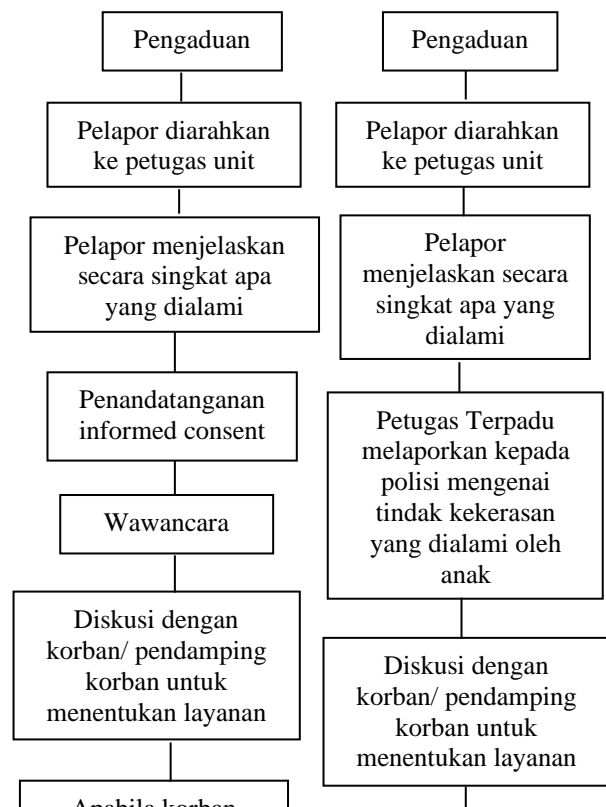 Pengaduan
Pelapor diarahkan
ke petugas unit
Pelapor menjelaskan
secara singkat apa
yang dialami
Penandatanganan
informed consent
Wawancara
Diskusi dengan
korban/ pendamping
korban untuk
menentukan layanan
Apabila korban
Pengaduan
Pelapor diarahkan
ke petugas unit
Pelapor
menjelaskan secara
singkat apa yang
dialami
Petugas Terpadu
melaporkan kepada
polisi mengenai
tindak kekerasan
yang dialami oleh
anak
Diskusi dengan
korban/ pendamping
korban untuk
menentukan layanan